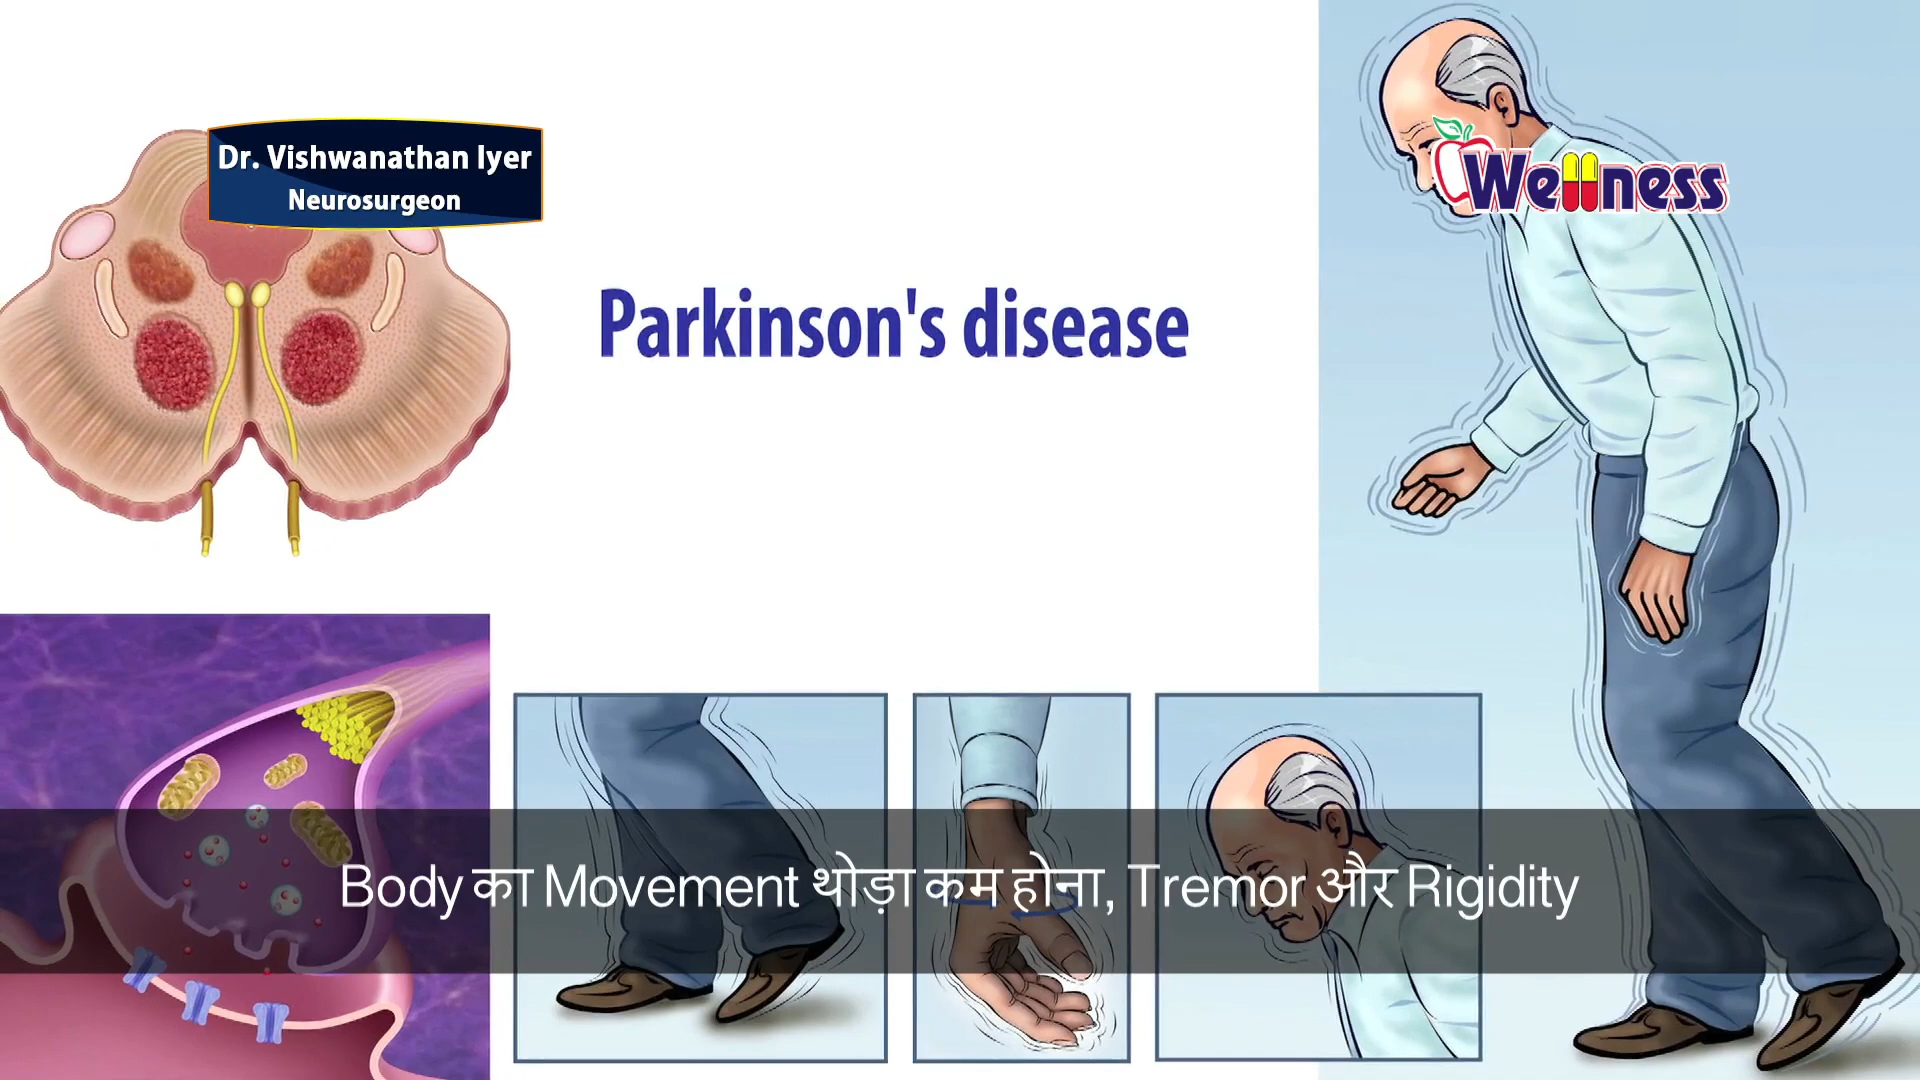 Dr. Vishwanathan Iyer
Neurosurgeon
Wellness
Parkinson's disease
Body का Movement थोड़ा कम होना, Tremor और Rigidity